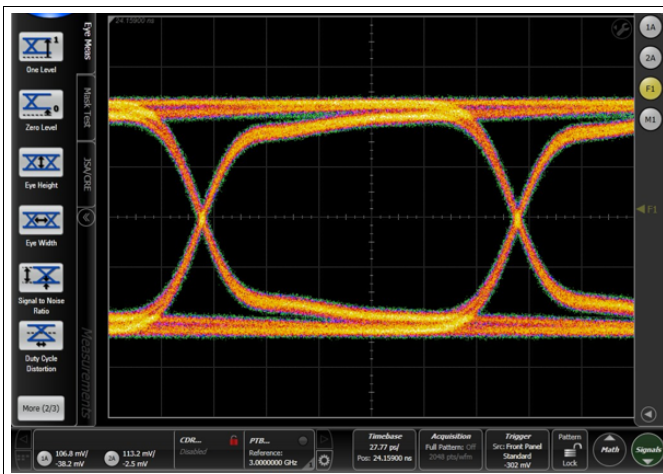 24.15900 ns
1
One Level
0
Zero Level
Eye Height
Eye Width
Signal to Noise
Ratio
Duty Cycle
Distortion
More (2/3)
Eye Meas
Mask Test
JSA/CRE
Measurements
1A
2A
F1
M1
F1
1A
106.8 mV/
-38.2 mV
2A
113.2 mV/
-2.5 mV
CDR...
Disabled
PTB...
Reference:
3.0000000 GHz
Timebase
27.77 ps/
Pos: 24.15900 ns
Acquisition
Full Pattern: Off
2048 pts/wfm
Trigger
Src: Front Panel
Standard
-302 mV
Pattern
Lock
Math
Signals